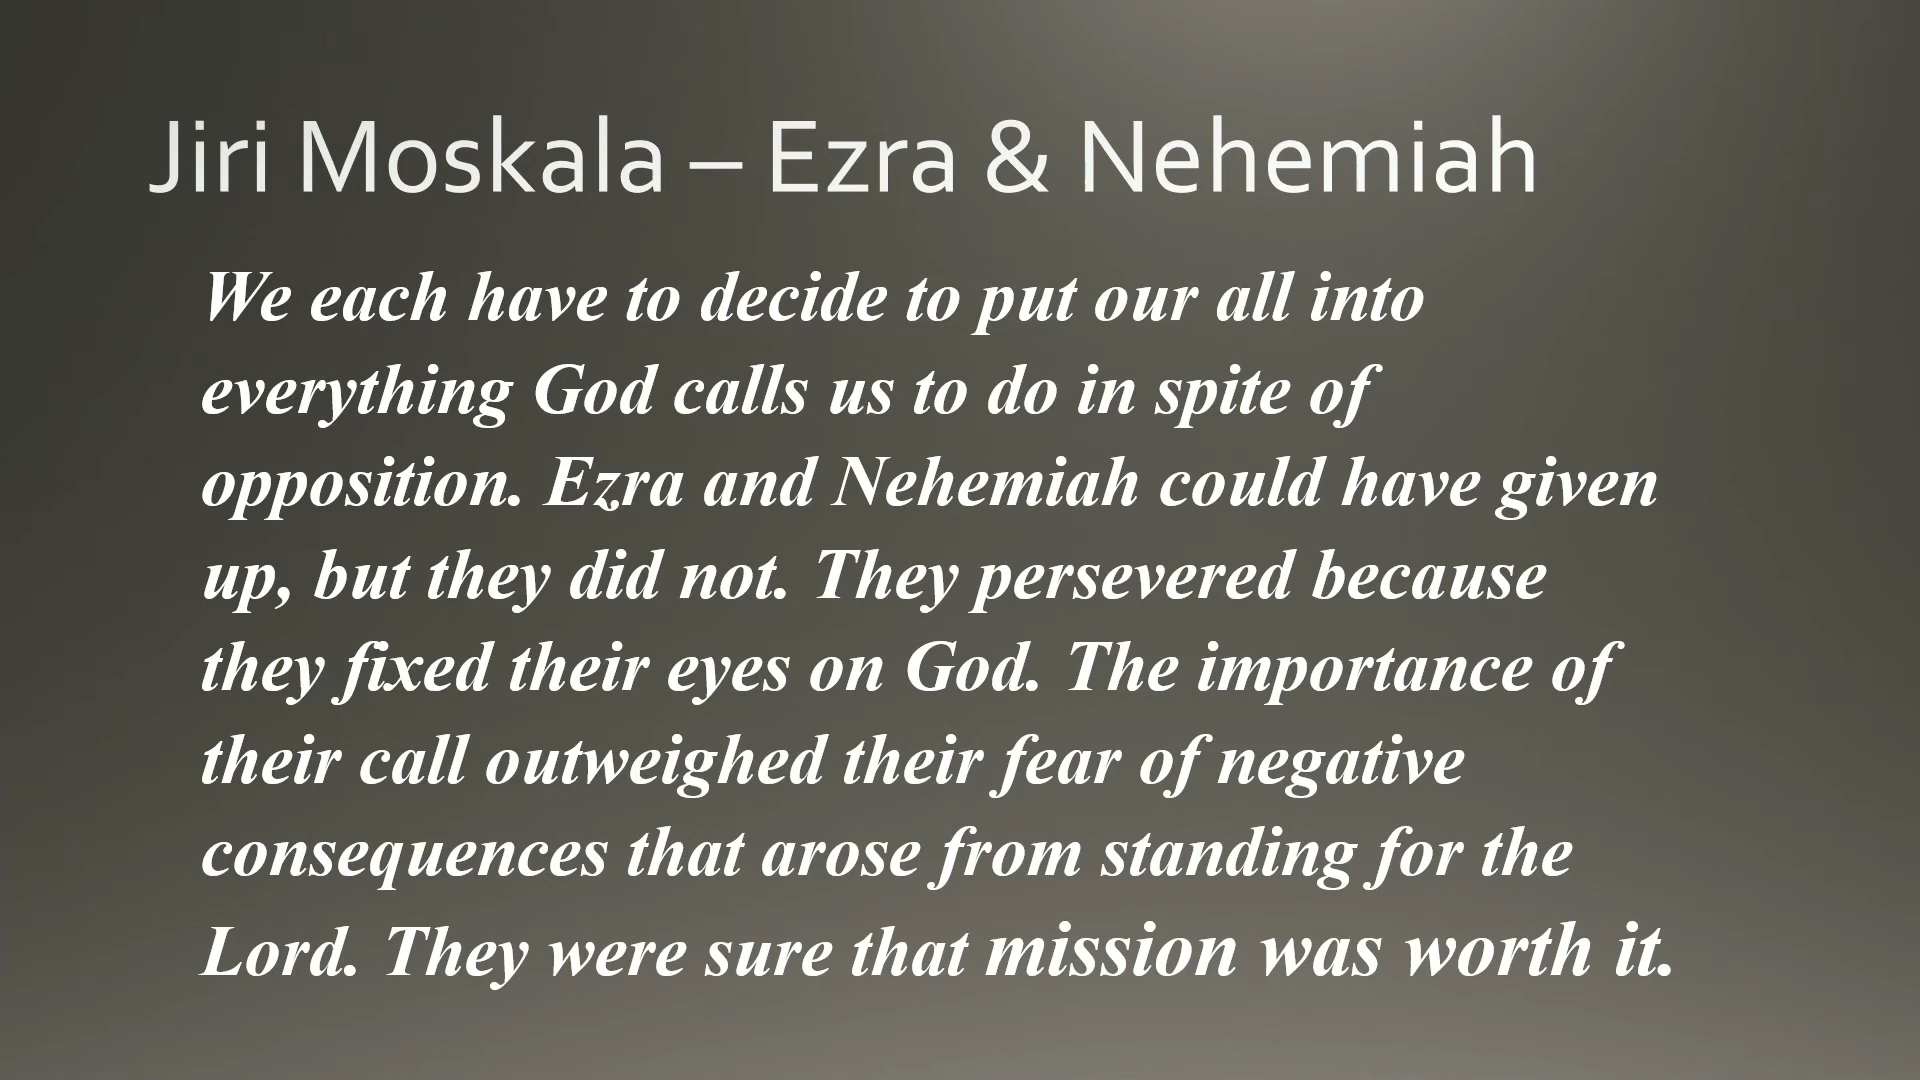 Jiri Moskala – Ezra & Nehemiah
We each have to decide to put our all into
everything God calls us to do in spite of
opposition. Ezra and Nehemiah could have given
up, but they did not. They persevered because
they fixed their eyes on God. The importance of
their call outweighed their fear of negative
consequences that arose from standing for the
Lord. They were sure that mission was worth it.